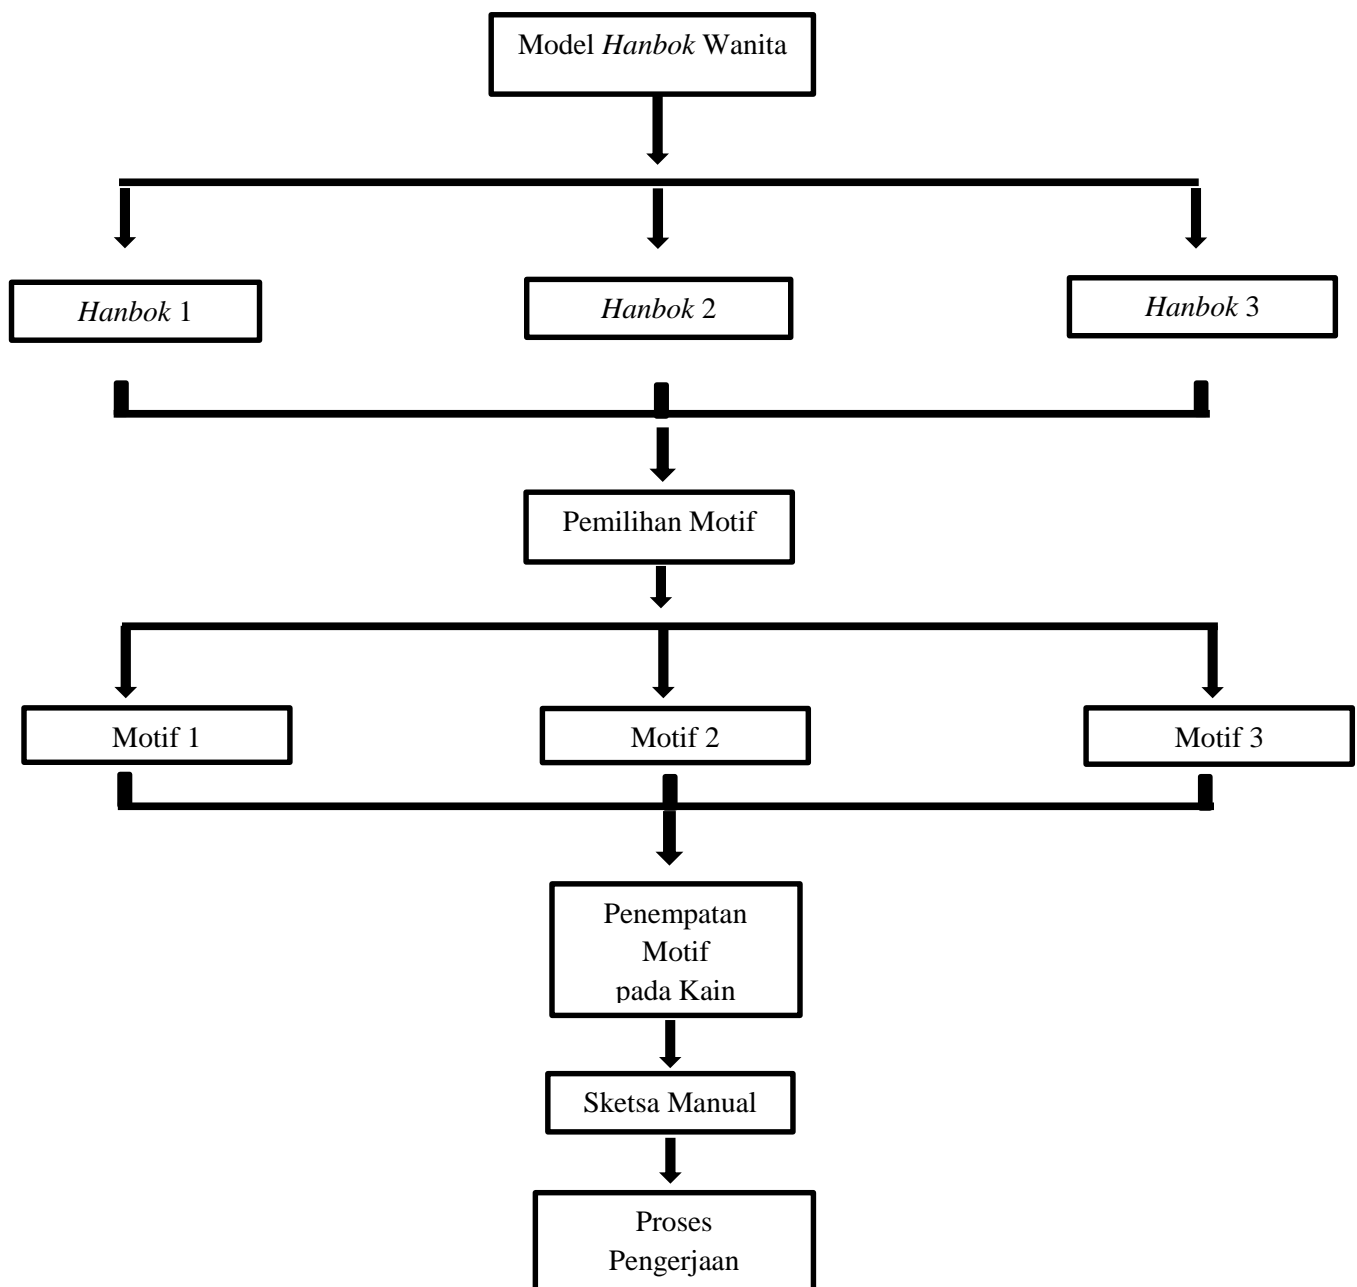 Model Hanbok Wanita
Hanbok 1
Hanbok 2
Hanbok 3
Pemilihan Motif
Motif 1
Motif 2
Motif 3
Penempatan
Motif
pada Kain
Sketsa Manual
Proses
Pengerjaan